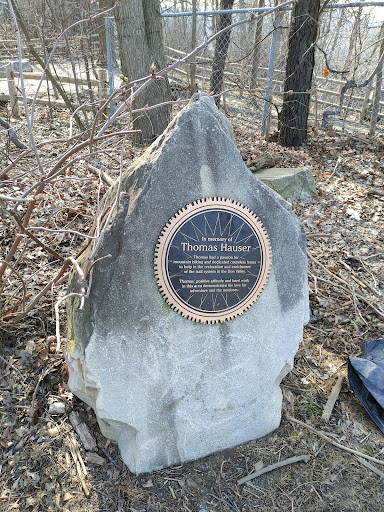 In memory of
Thomas Hauser
Thomas had a passion for
mountain biking and dedicated countless hours
to help in the restoration and enrichment
of the trail system in the Don Valley.
Thomas' positive attitude and hard work
in this area demonstrated his love for
adventure and the outdoors.